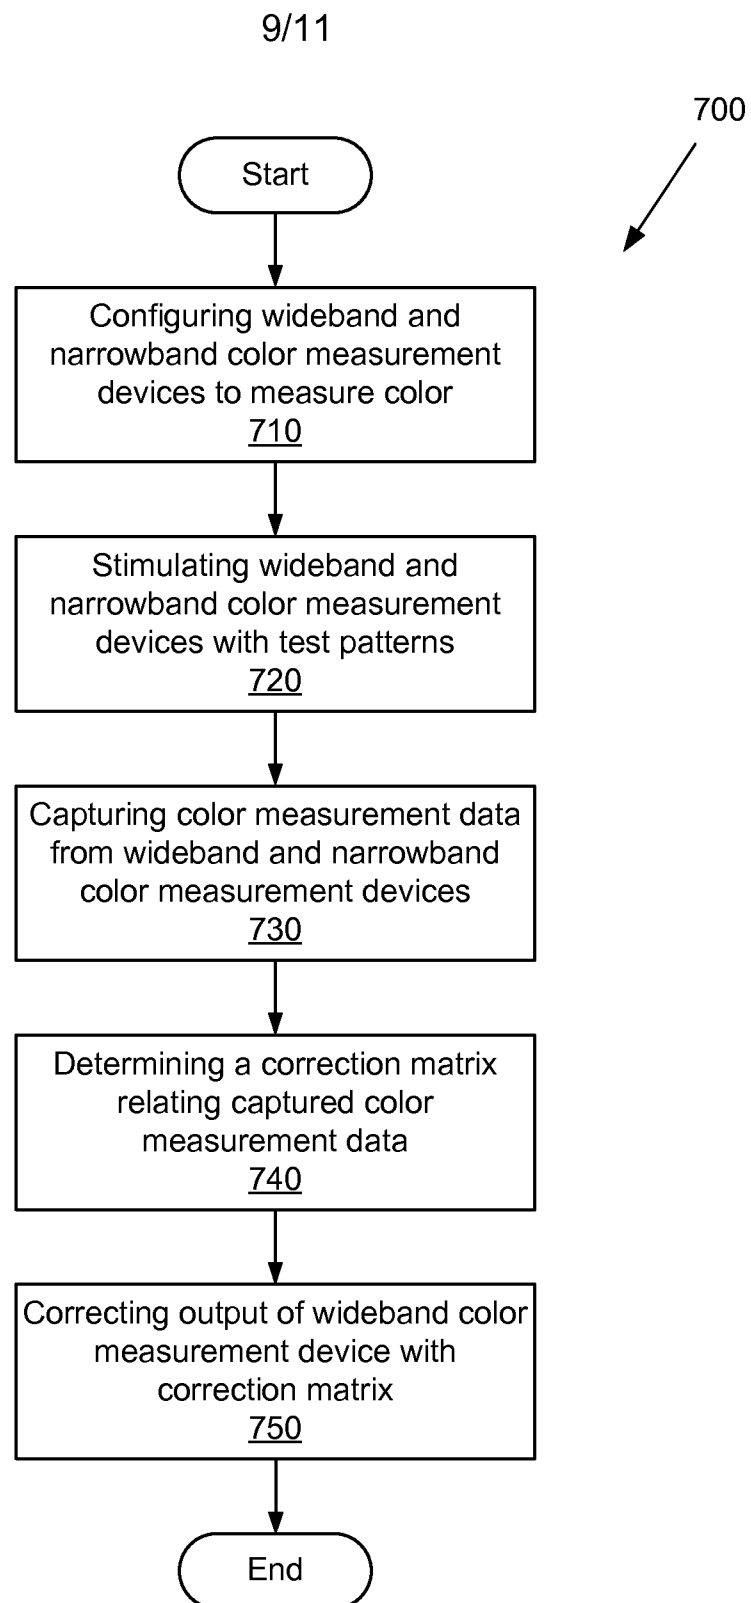 9/11
700
Start
Configuring wideband and
narrowband color measurement
devices to measure color
710
Stimulating wideband and
narrowband color measurement
devices with test patterns
720
Capturing color measurement data
from wideband and narrowband
color measurement devices
730
Determining a correction matrix
relating captured color
measurement data
740
Correcting output of wideband color
measurement device with
correction matrix
750
End